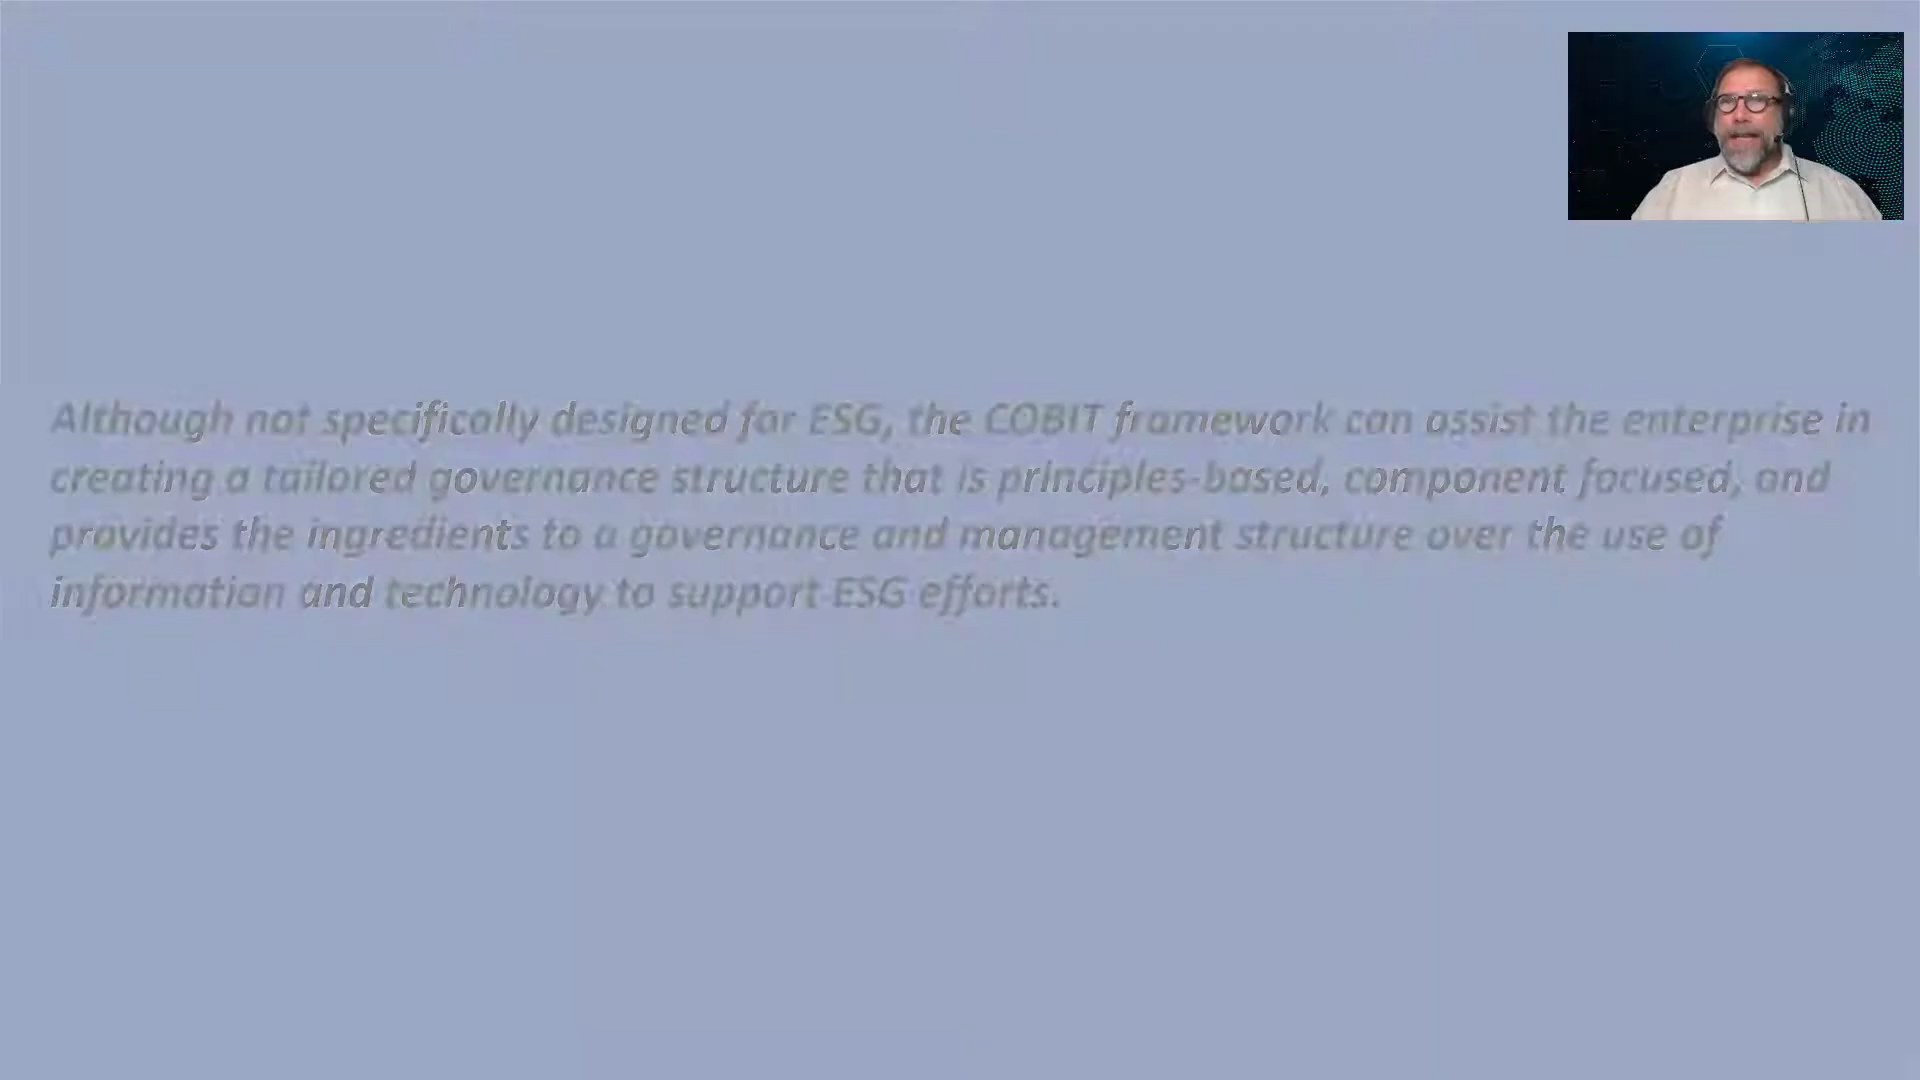 Although not specifically designed for ESG, the COBIT framework can assist the enterprise in
creating a tailored governance structure that is principles-based, component focused, and
provides the ingredients to a governance and management structure over the use of
information and technology to support ESG efforts.